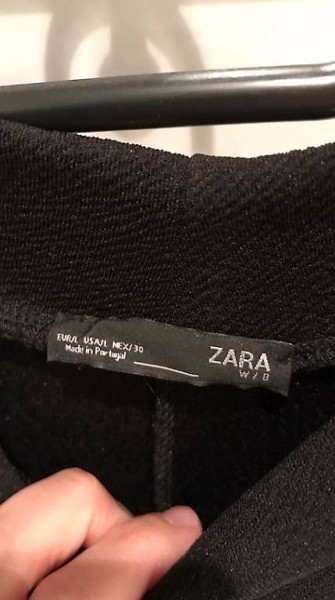 EUR/L USA/L MEX/30
Made in Portugal
ZARA
W / B